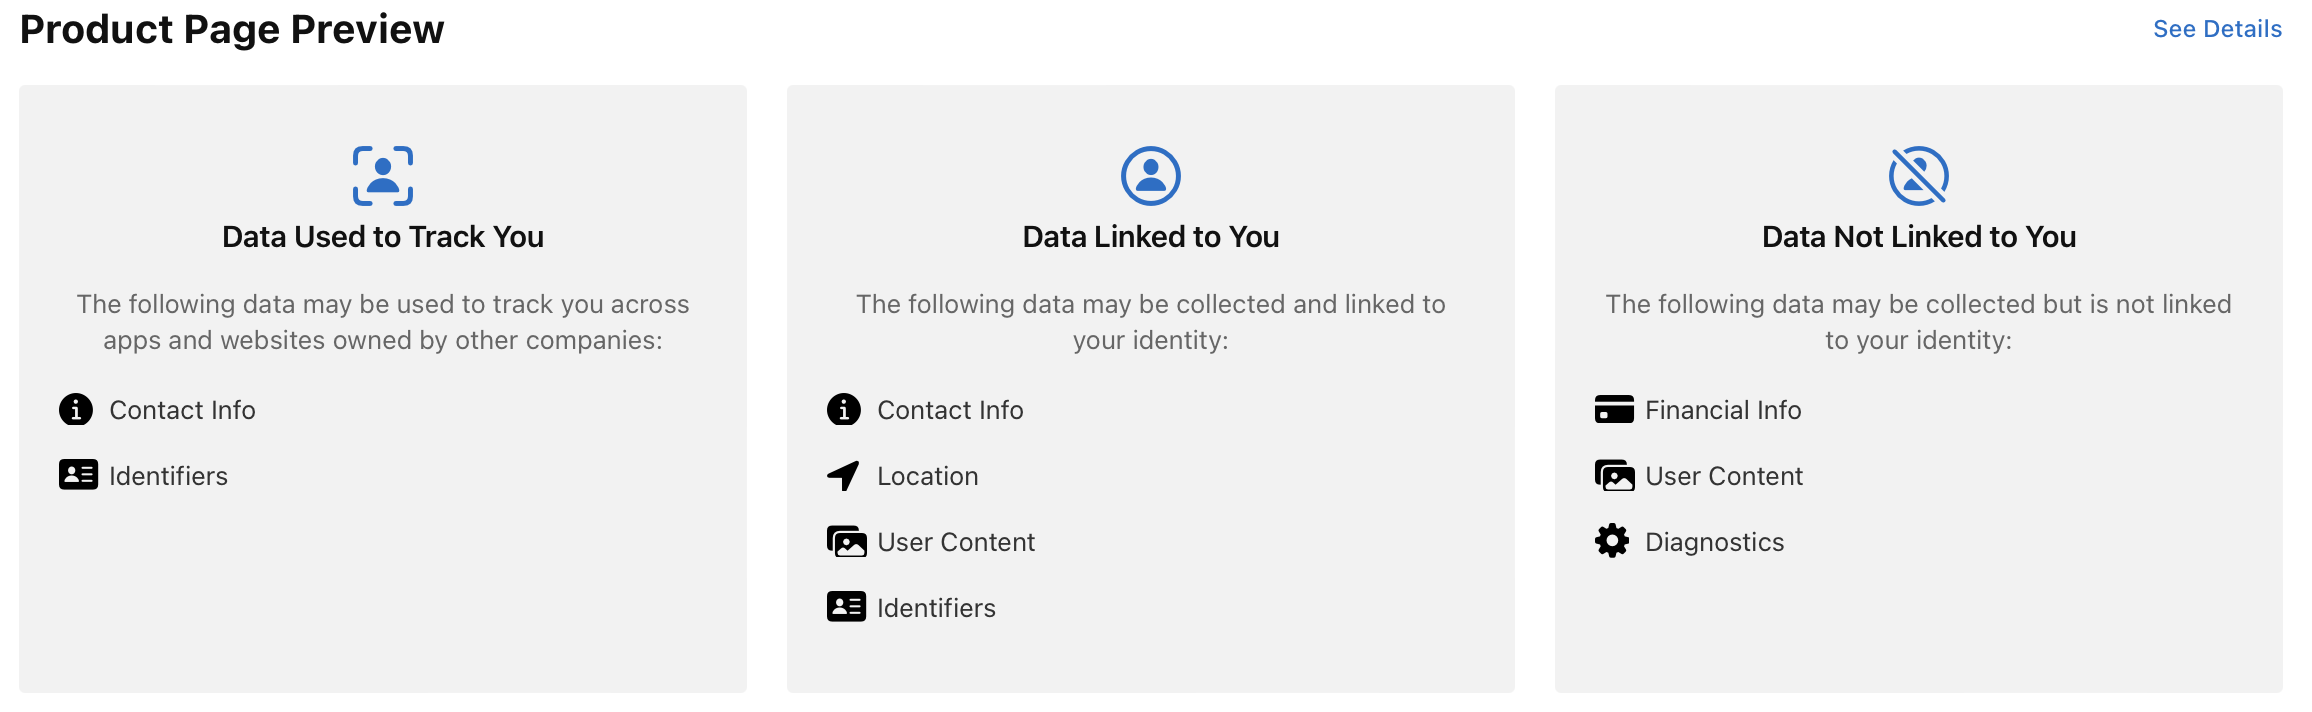 Product Page Preview
See Details
Data Used to Track You
The following data may be used to track you across
apps and websites owned by other companies:
Contact Info
Identifiers
Data Linked to You
The following data may be collected and linked to
your identity:
Contact Info
Location
User Content
Identifiers
Data Not Linked to You
The following data may be collected but is not linked
to your identity:
Financial Info
User Content
Diagnostics